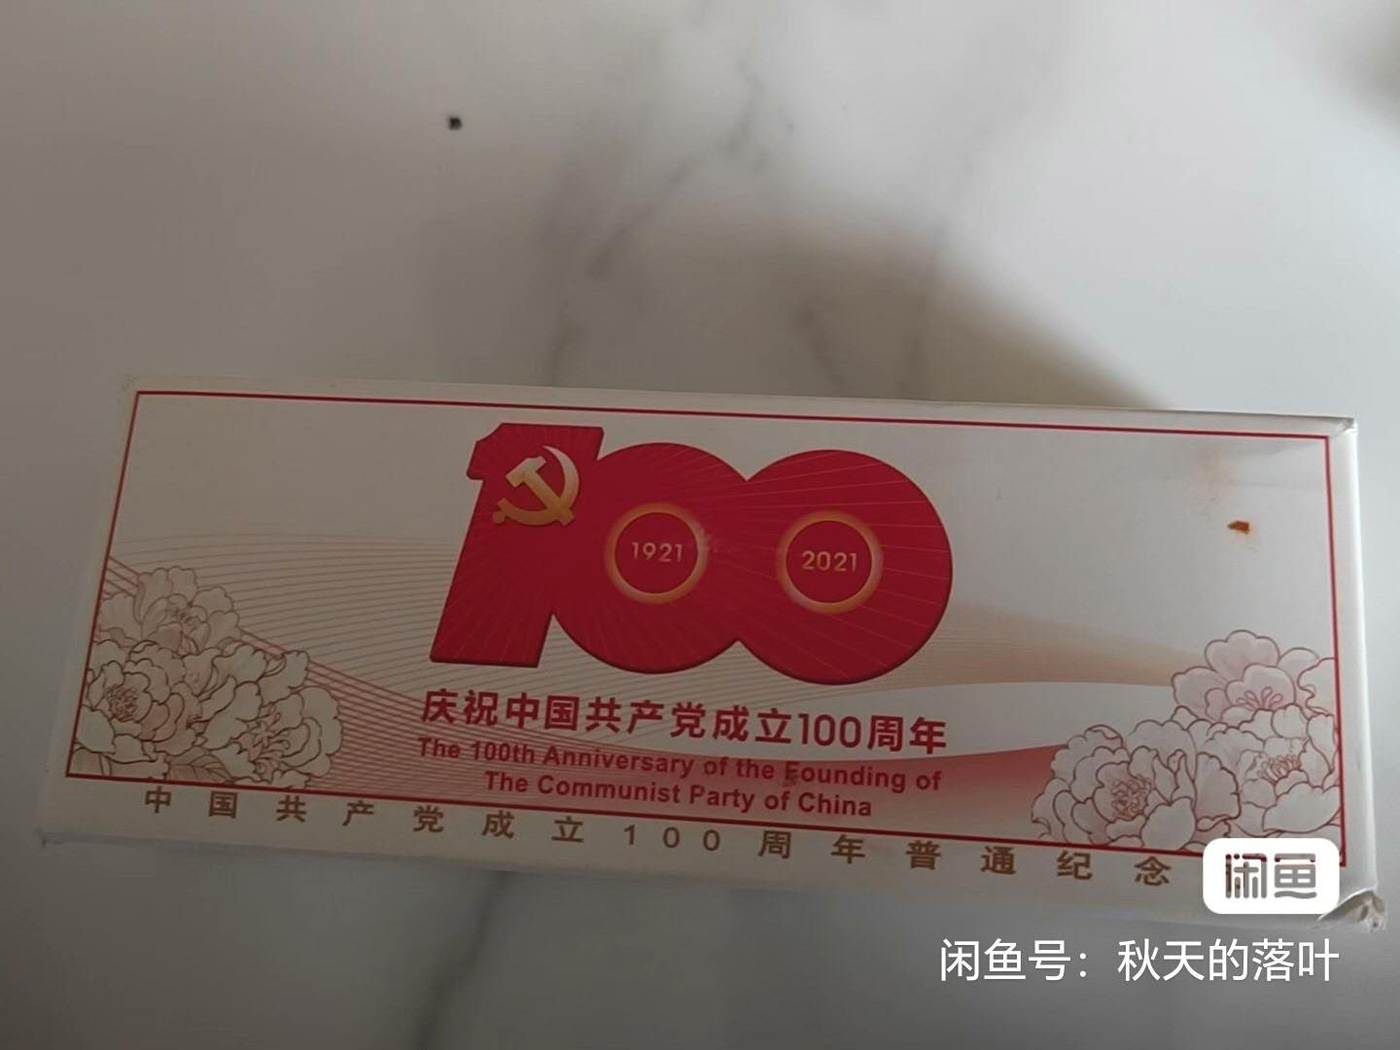 1921
2021
庆祝中国共产党成立100周年
The 100th Anniversary of the Founding of
The Communist Party of China
中国共产党成立100周年普通纪念
闲鱼
闲鱼号：秋天的落叶